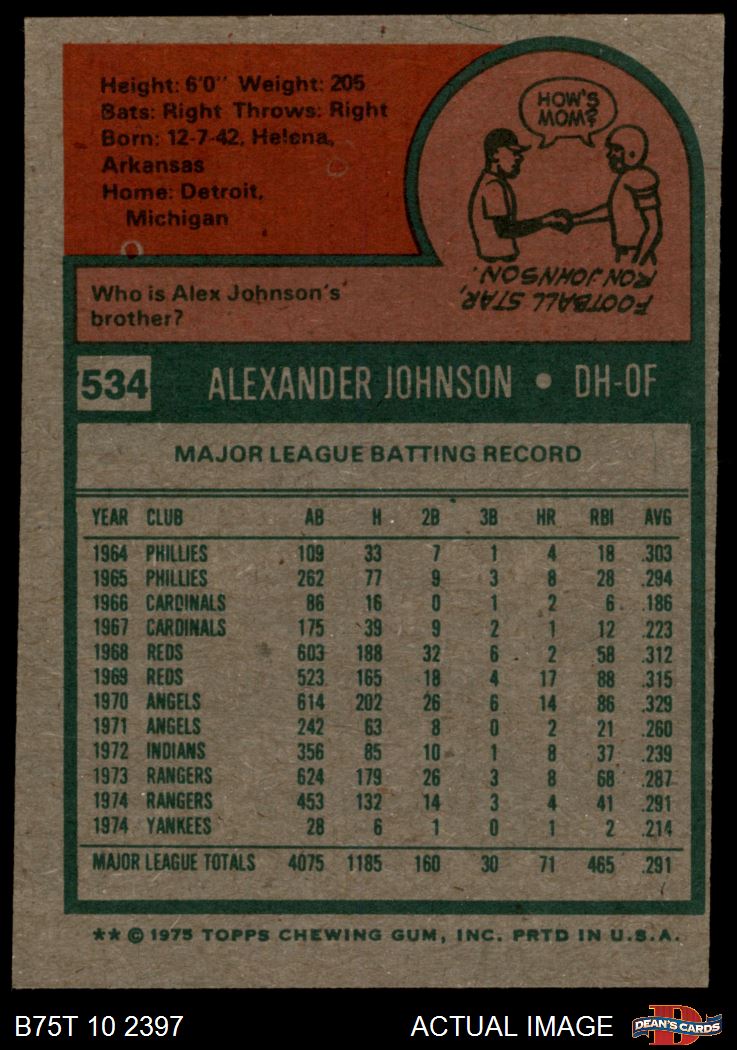 Height: 6'0" Weight: 205
Bats: Right Throws: Right
Born: 12-7-42, Helena,
Arkansas
Home: Detroit,
Michigan
HOW'S
MOM?
Who is Alex Johnson's
brother?
FOOTBALL STAR,
RON JOHNSON.
534 ALEXANDER JOHNSON • DH-OF
MAJOR LEAGUE BATTING RECORD
YEAR CLUB AB H 2B 3B HR RBI AVG
1964 PHILLIES 109 33 7 1 4 18 .303
1965 PHILLIES 262 77 9 3 8 28 .294
1966 CARDINALS 86 16 0 1 2 6 .186
1967 CARDINALS 175 39 9 2 1 12 .223
1968 REDS 603 188 32 6 2 58 .312
1969 REDS 523 165 18 4 17 88 .315
1970 ANGELS 614 202 26 6 14 86 .329
1971 ANGELS 242 63 8 0 2 21 .260
1972 INDIANS 356 85 10 1 8 37 .239
1973 RANGERS 624 179 26 3 8 68 .287
1974 RANGERS 453 132 14 3 4 41 .291
1974 YANKEES 28 6 1 0 1 2 .214
MAJOR LEAGUE TOTALS 4075 1185 160 30 71 465 .291
** © 1975 TOPPS CHEWING GUM, INC. PRTD IN U.S.A.
B75T 10 2397 ACTUAL IMAGE DEAN'S CARDS